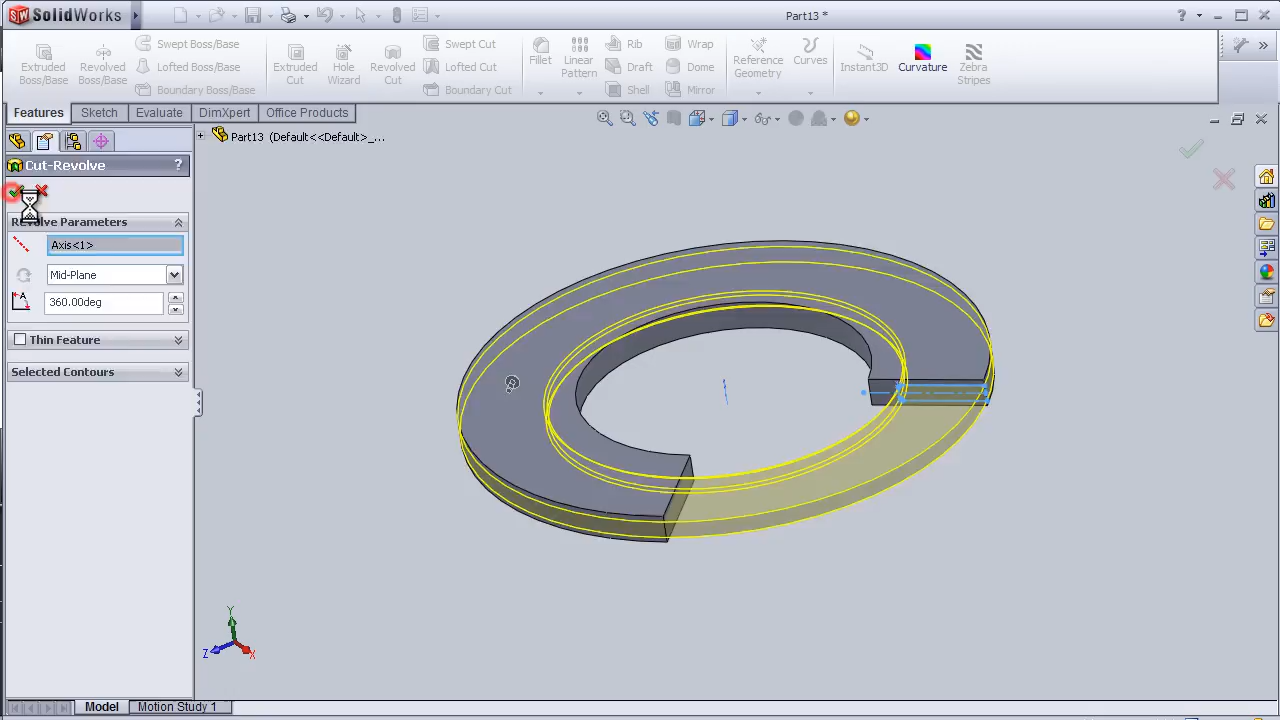 SW SolidWorks
Part13 *
?
Extruded Boss/Base
Revolved Boss/Base
Swept Boss/Base
Lofted Boss/Base
Boundary Boss/Base
Extruded Cut
Hole Wizard
Revolved Cut
Swept Cut
Lofted Cut
Boundary Cut
Fillet
Linear Pattern
Rib
Draft
Shell
Wrap
Dome
Mirror
Reference Geometry
Curves
Instant3D
Curvature
Zebra Stripes
Features
Sketch
Evaluate
DimXpert
Office Products
Part13 (Default<<Default>_...
Cut-Revolve
?
Revolve Parameters
Axis<1>
Mid-Plane
A
360.00deg
Thin Feature
Selected Contours
Y
Z
X
Model
Motion Study 1